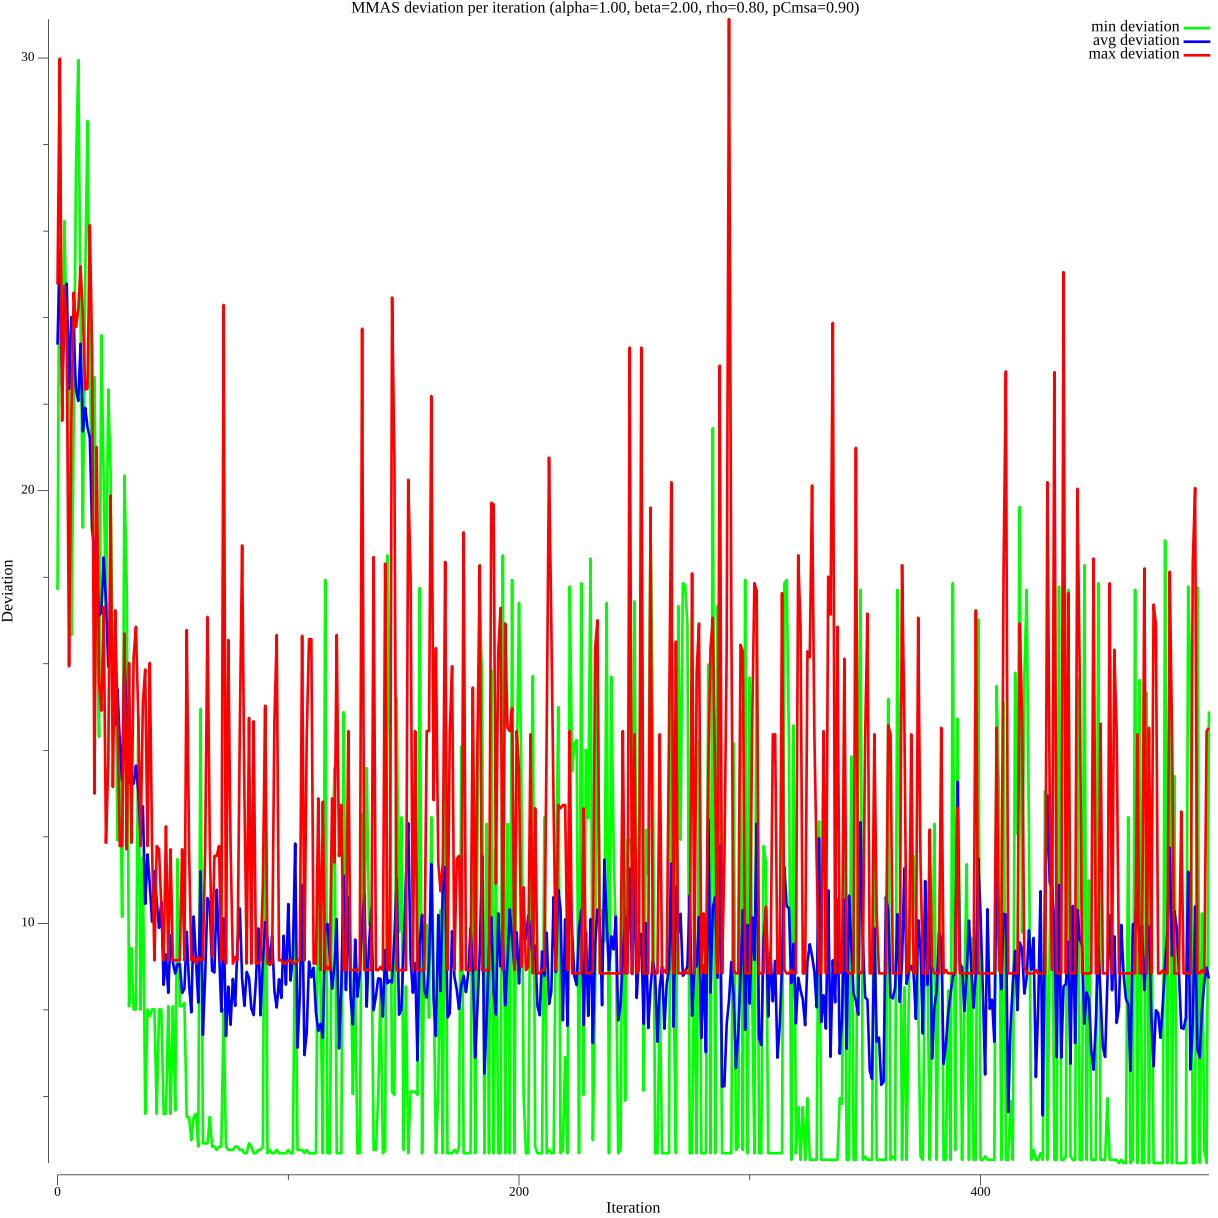 MMAS deviation per iteration (alpha=1.00, beta=2.00, rho=0.80, pCmsa=0.90)
min deviation
avg deviation
max deviation
30
20
10
Deviation
0
200
400
Iteration